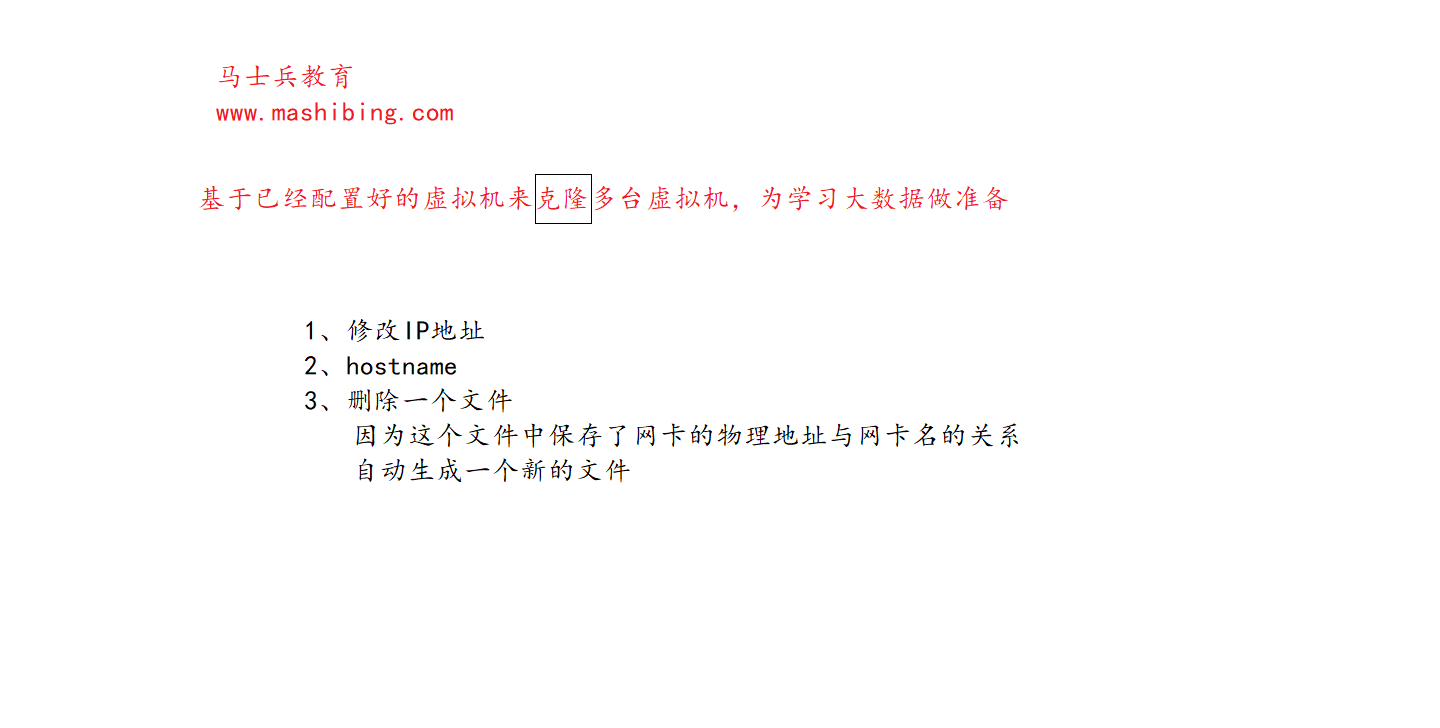 马士兵教育
www.mashibing.com
基于已经配置好的虚拟机来克隆多台虚拟机，为学习大数据做准备
1、修改IP地址
2、hostname
3、删除一个文件
因为这个文件中保存了网卡的物理地址与网卡名的关系
自动生成一个新的文件